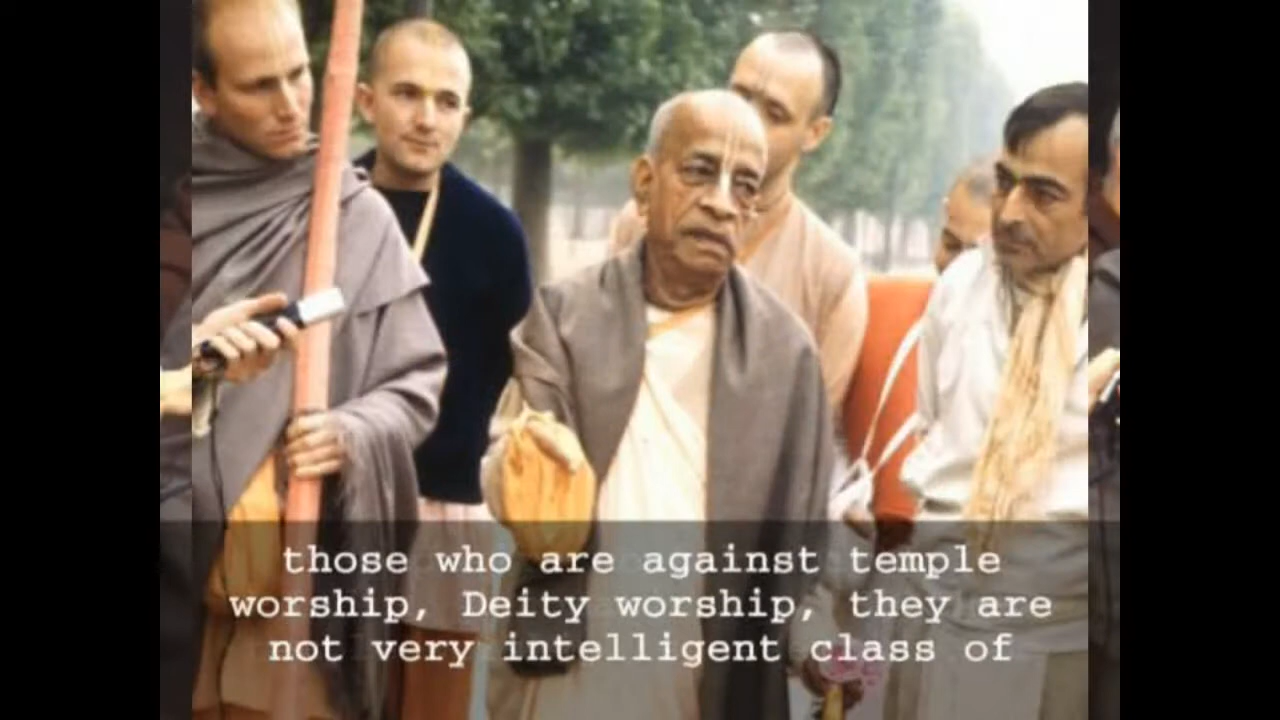 those who are against temple
worship, Deity worship, they are
not very intelligent class of